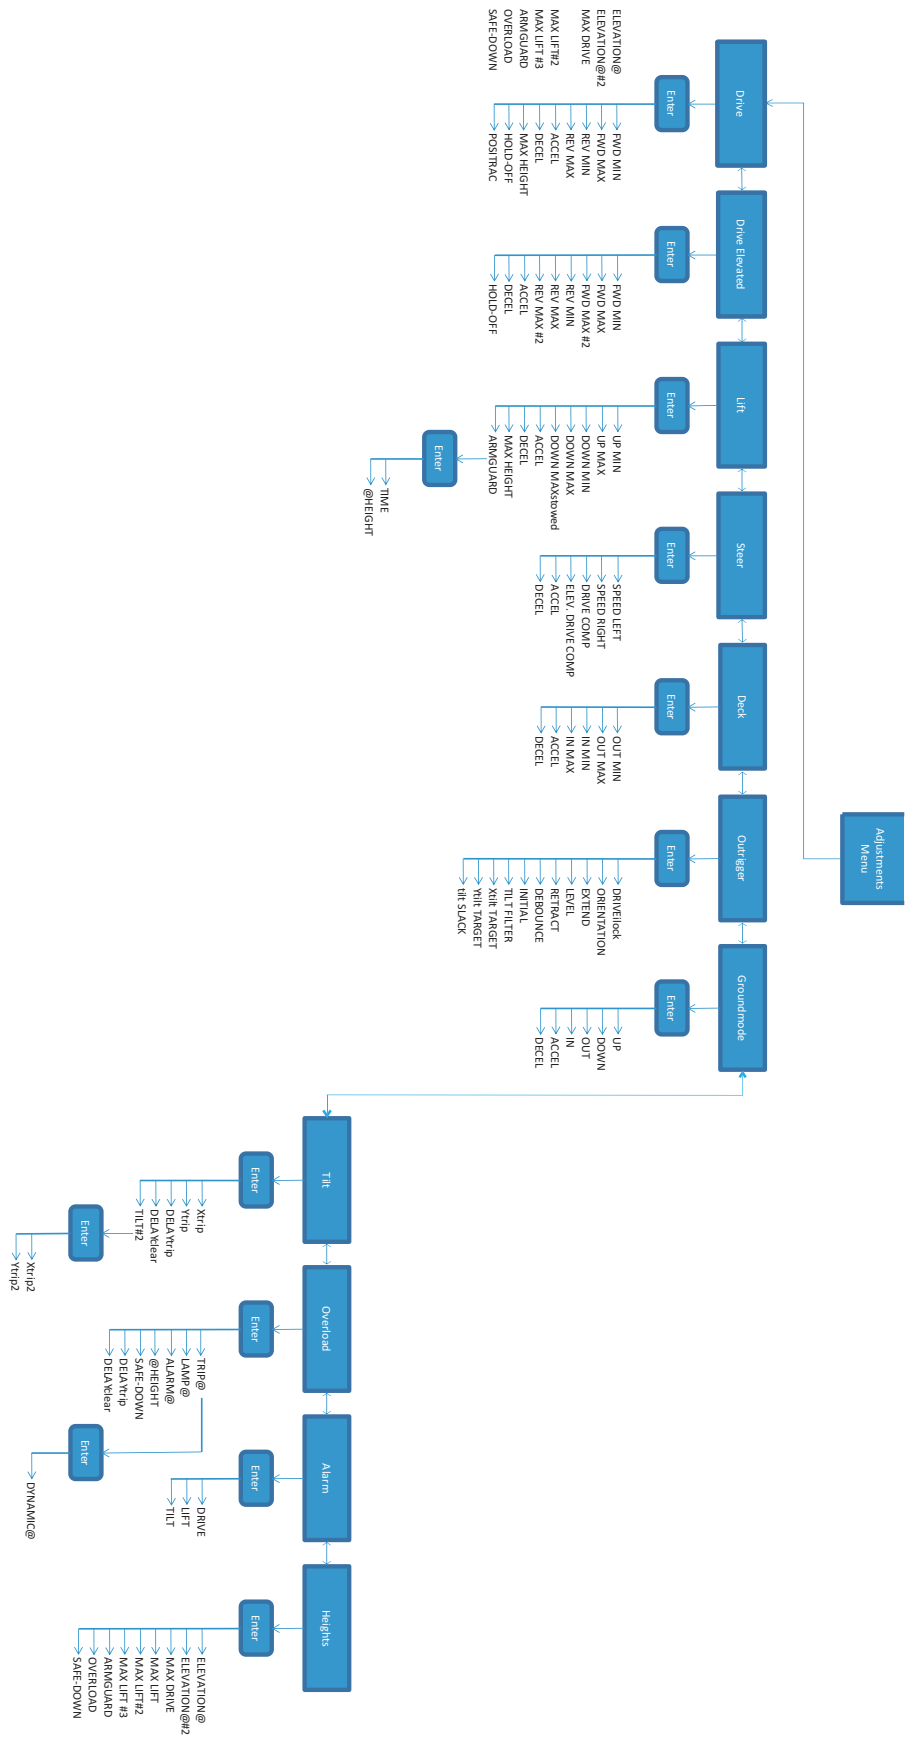 Adjustments
Menu
Drive
Enter
FWD MIN
FWD MAX
REV MIN
REV MAX
ACCEL
DECEL
MAX HEIGHT
HOLD-OFF
POSITRAC
ELEVATION@
ELEVATION@#2
MAX DRIVE
MAX LIFT#2
MAX LIFT #3
ARMGUARD
OVERLOAD
SAFE-DOWN
Drive Elevated
Enter
FWD MIN
FWD MAX
FWD MAX #2
REV MIN
REV MAX
REV MAX #2
ACCEL
DECEL
HOLD-OFF
Lift
Enter
UP MIN
UP MAX
DOWN MIN
DOWN MAX
DOWN MAXstowed
ACCEL
DECEL
MAX HEIGHT
ARMGUARD
Enter
TIME
@HEIGHT
Steer
Enter
SPEED LEFT
SPEED RIGHT
DRIVE COMP
ELEV. DRIVE COMP
ACCEL
DECEL
Deck
Enter
OUT MIN
OUT MAX
IN MIN
IN MAX
ACCEL
DECEL
Outrigger
Enter
DRIVEilock
ORIENTATION
EXTEND
LEVEL
RETRACT
DEBOUNCE
INITIAL
TILT FILTER
Xtilt TARGET
Ytilt TARGET
tilt SLACK
Groundmode
Enter
UP
DOWN
OUT
IN
ACCEL
DECEL
Tilt
Enter
Xtrip
Ytrip
DELAYtrip
DELAYclear
TILT#2
Enter
Xtrip2
Ytrip2
Overload
Enter
TRIP@
LAMP@
ALARM@
@HEIGHT
SAFE-DOWN
DELAYtrip
DELAYclear
Enter
DYNAMIC@
Alarm
Enter
DRIVE
LIFT
TILT
Heights
Enter
ELEVATION@
ELEVATION@#2
MAX DRIVE
MAX LIFT
MAX LIFT#2
MAX LIFT #3
ARMGUARD
OVERLOAD
SAFE-DOWN